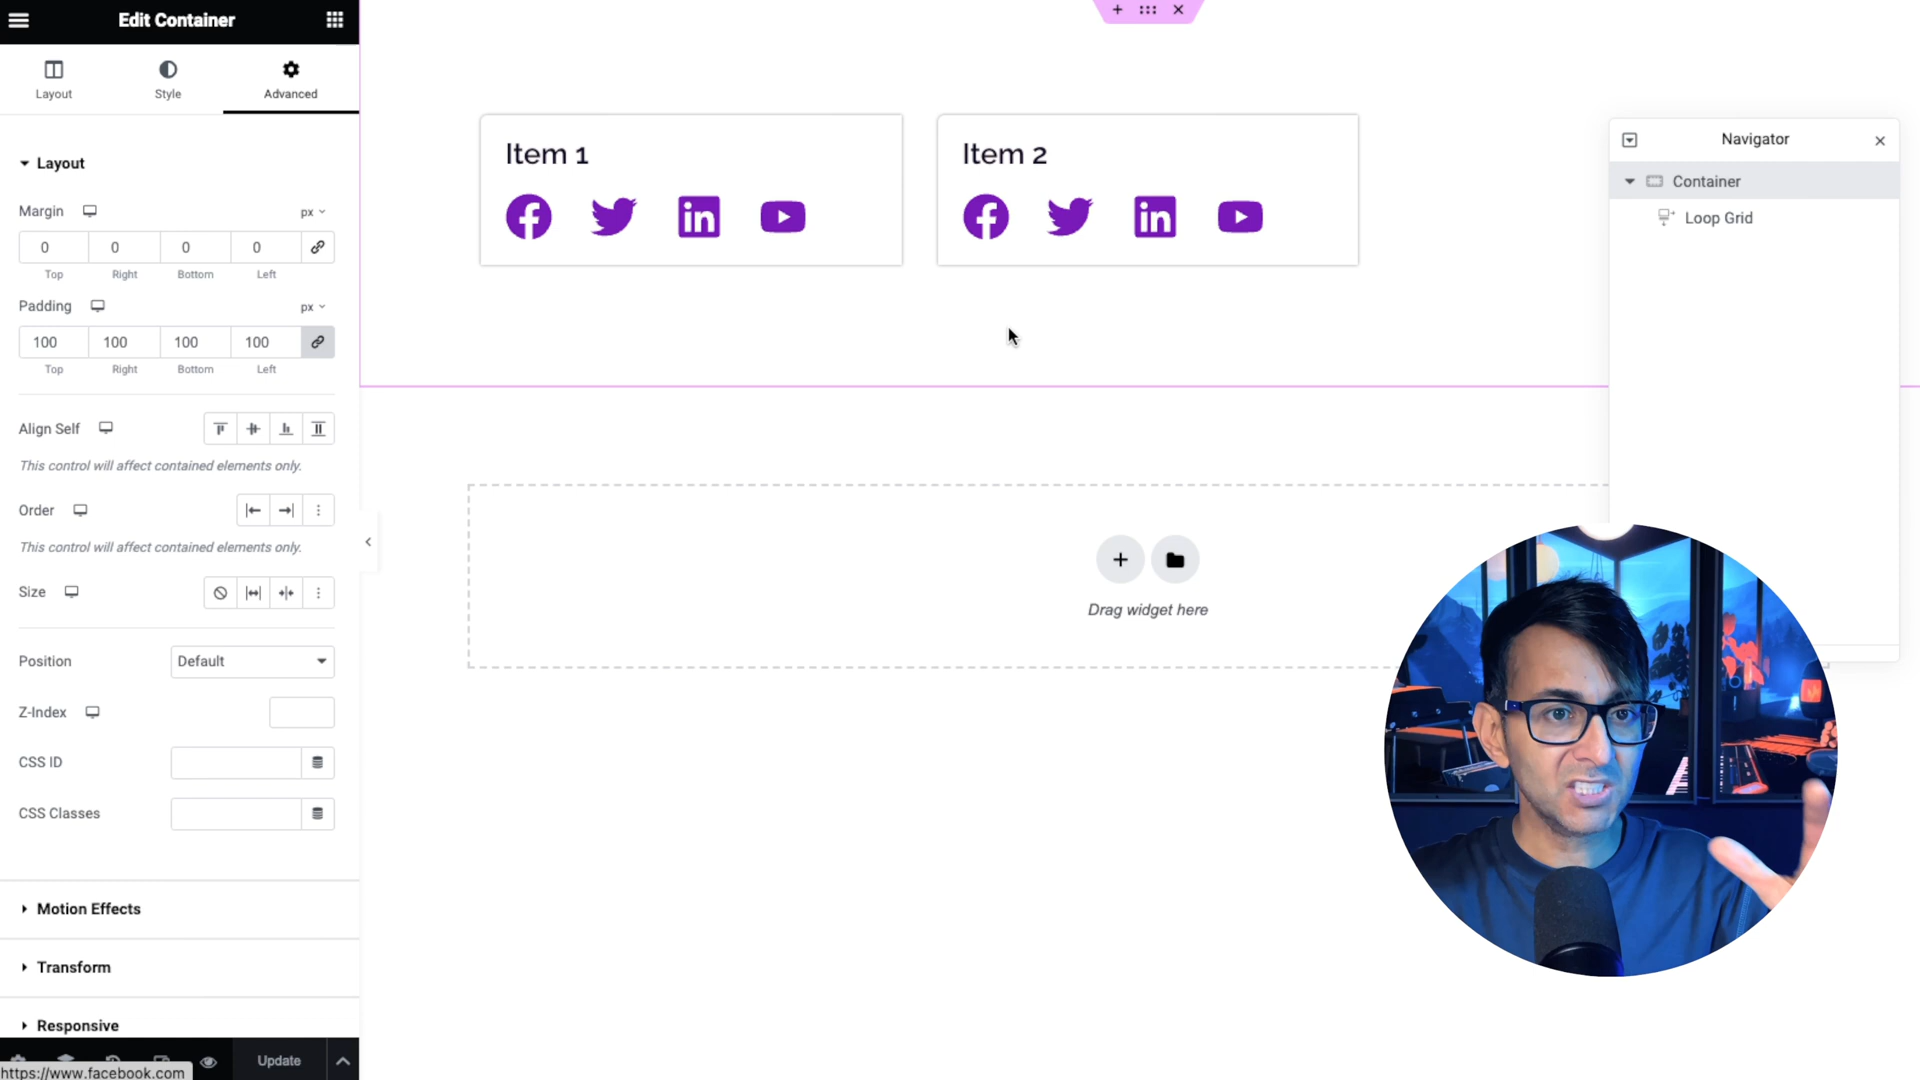 Edit Container
Layout
Style
Advanced
Layout
Margin
px
0
0
0
0
Top
Right
Bottom
Left
Padding
px
100
100
100
100
Top
Right
Bottom
Left
Align Self
This control will affect contained elements only.
Order
This control will affect contained elements only.
Size
Position
Default
Z-Index
CSS ID
CSS Classes
Motion Effects
Transform
Responsive
Update
https://www.facebook.com
Item 1
Item 2
in
in
Drag widget here
Navigator
Container
Loop Grid